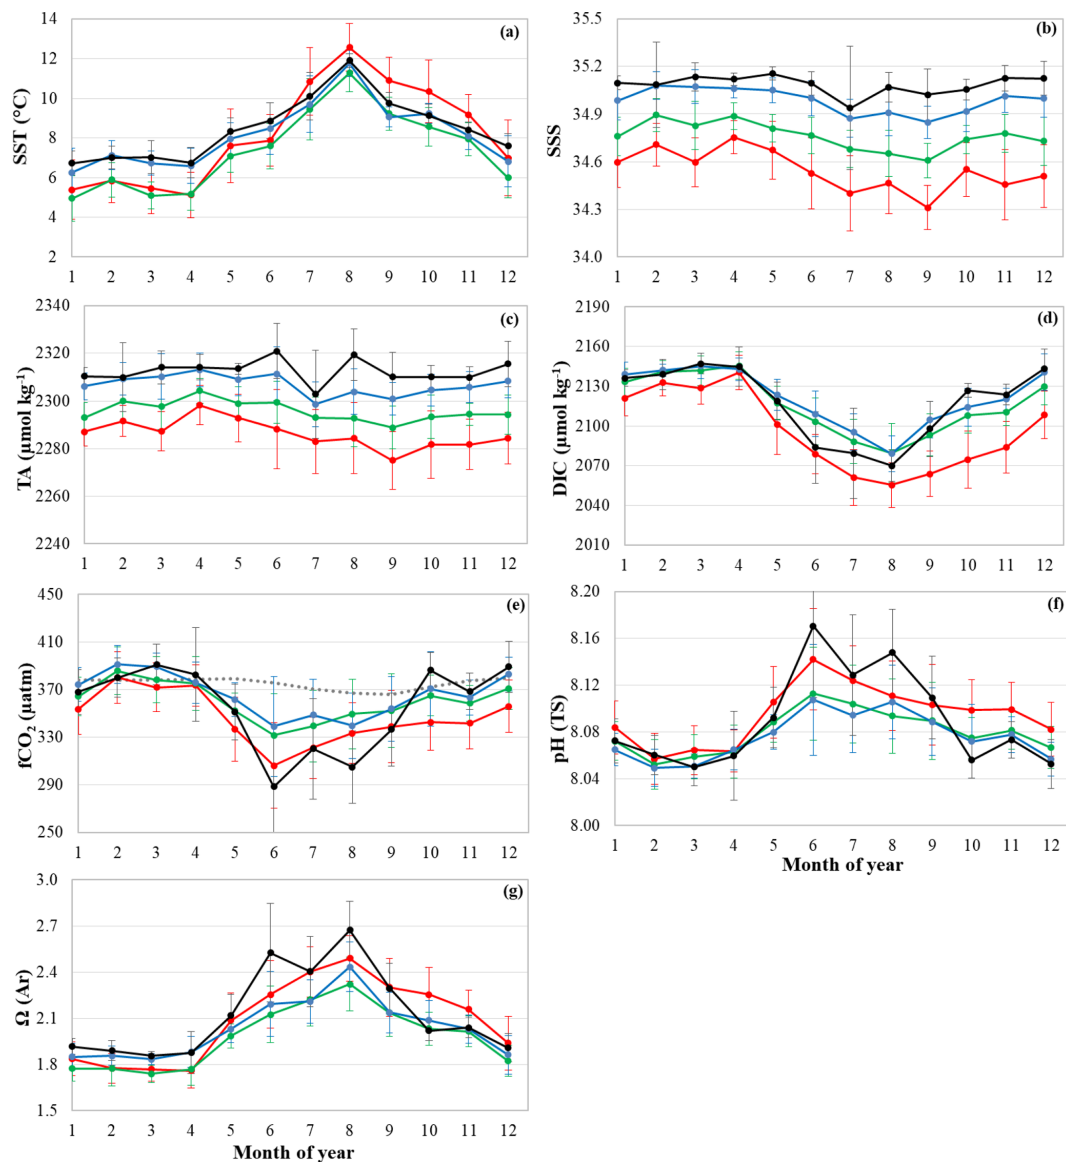 (a)
SST (°C)
14
12
10
8
6
4
2
1 2 3 4 5 6 7 8 9 10 11 12
(b)
SSS
35.5
35.2
34.9
34.6
34.3
34.0
1 2 3 4 5 6 7 8 9 10 11 12
(c)
TA (µmol kg⁻¹)
2340
2320
2300
2280
2260
2240
1 2 3 4 5 6 7 8 9 10 11 12
(d)
DIC (µmol kg⁻¹)
2190
2160
2130
2100
2070
2040
2010
1 2 3 4 5 6 7 8 9 10 11 12
(e)
fCO₂ (µatm)
450
410
370
330
290
250
1 2 3 4 5 6 7 8 9 10 11 12
(f)
pH (TS)
8.20
8.16
8.12
8.08
8.04
8.00
1 2 3 4 5 6 7 8 9 10 11 12
Month of year
(g)
Ω (Ar)
3.0
2.7
2.4
2.1
1.8
1.5
1 2 3 4 5 6 7 8 9 10 11 12
Month of year